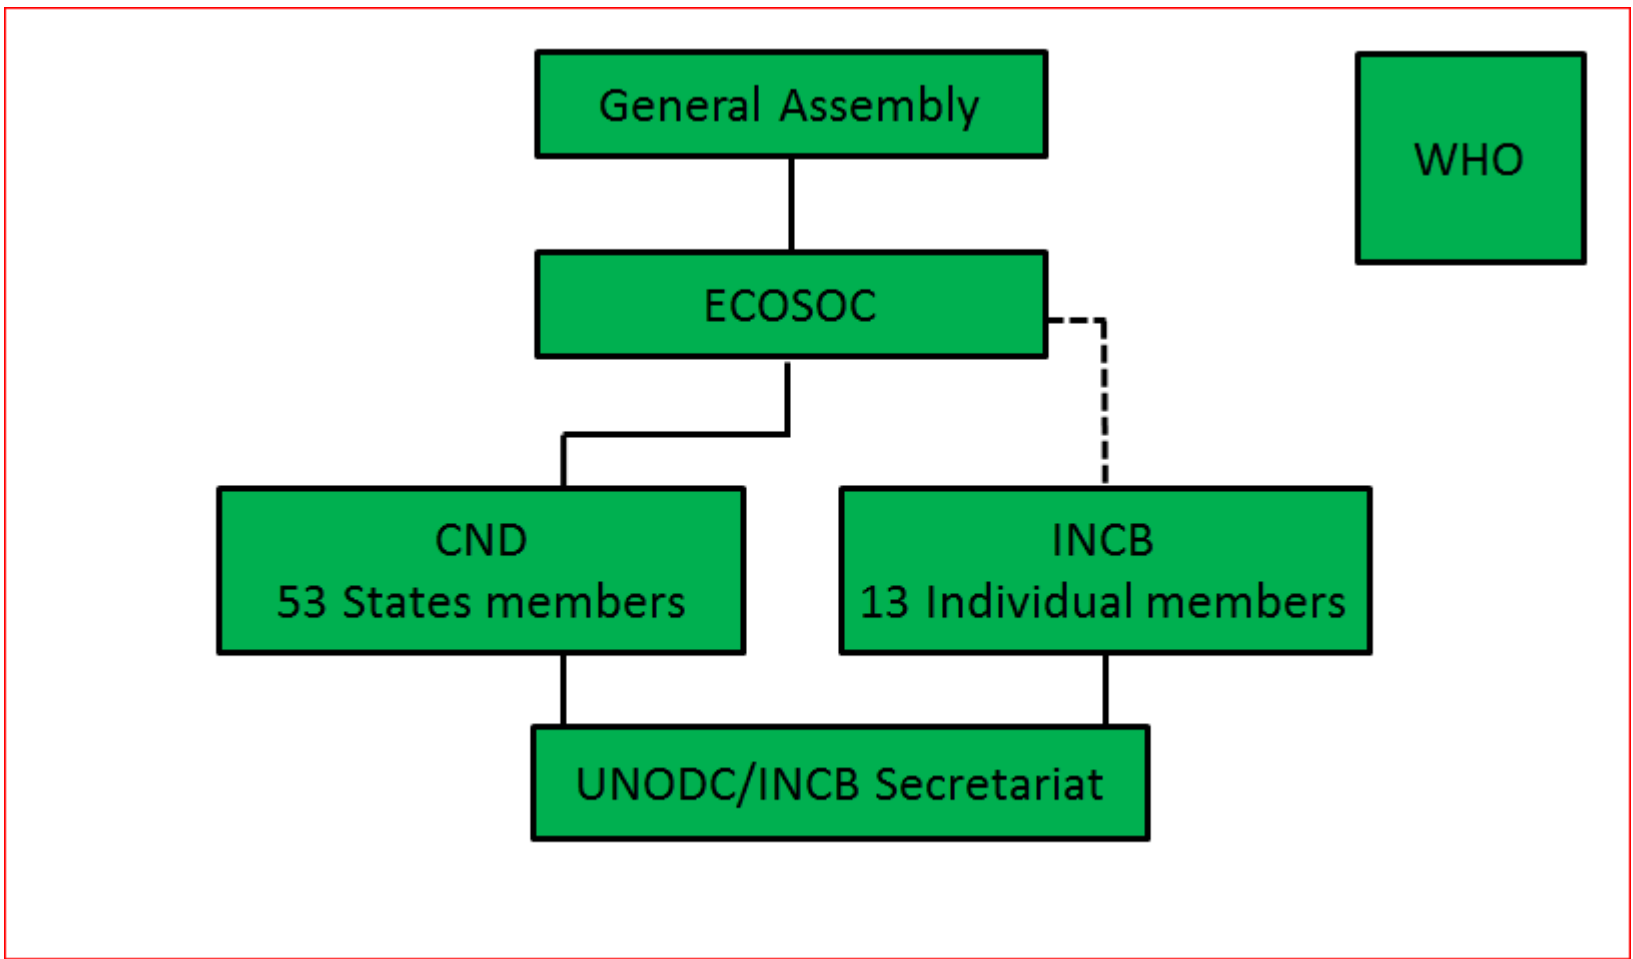 General Assembly
WHO
ECOSOC
CND
53 States members
INCB
13 Individual members
UNODC/INCB Secretariat